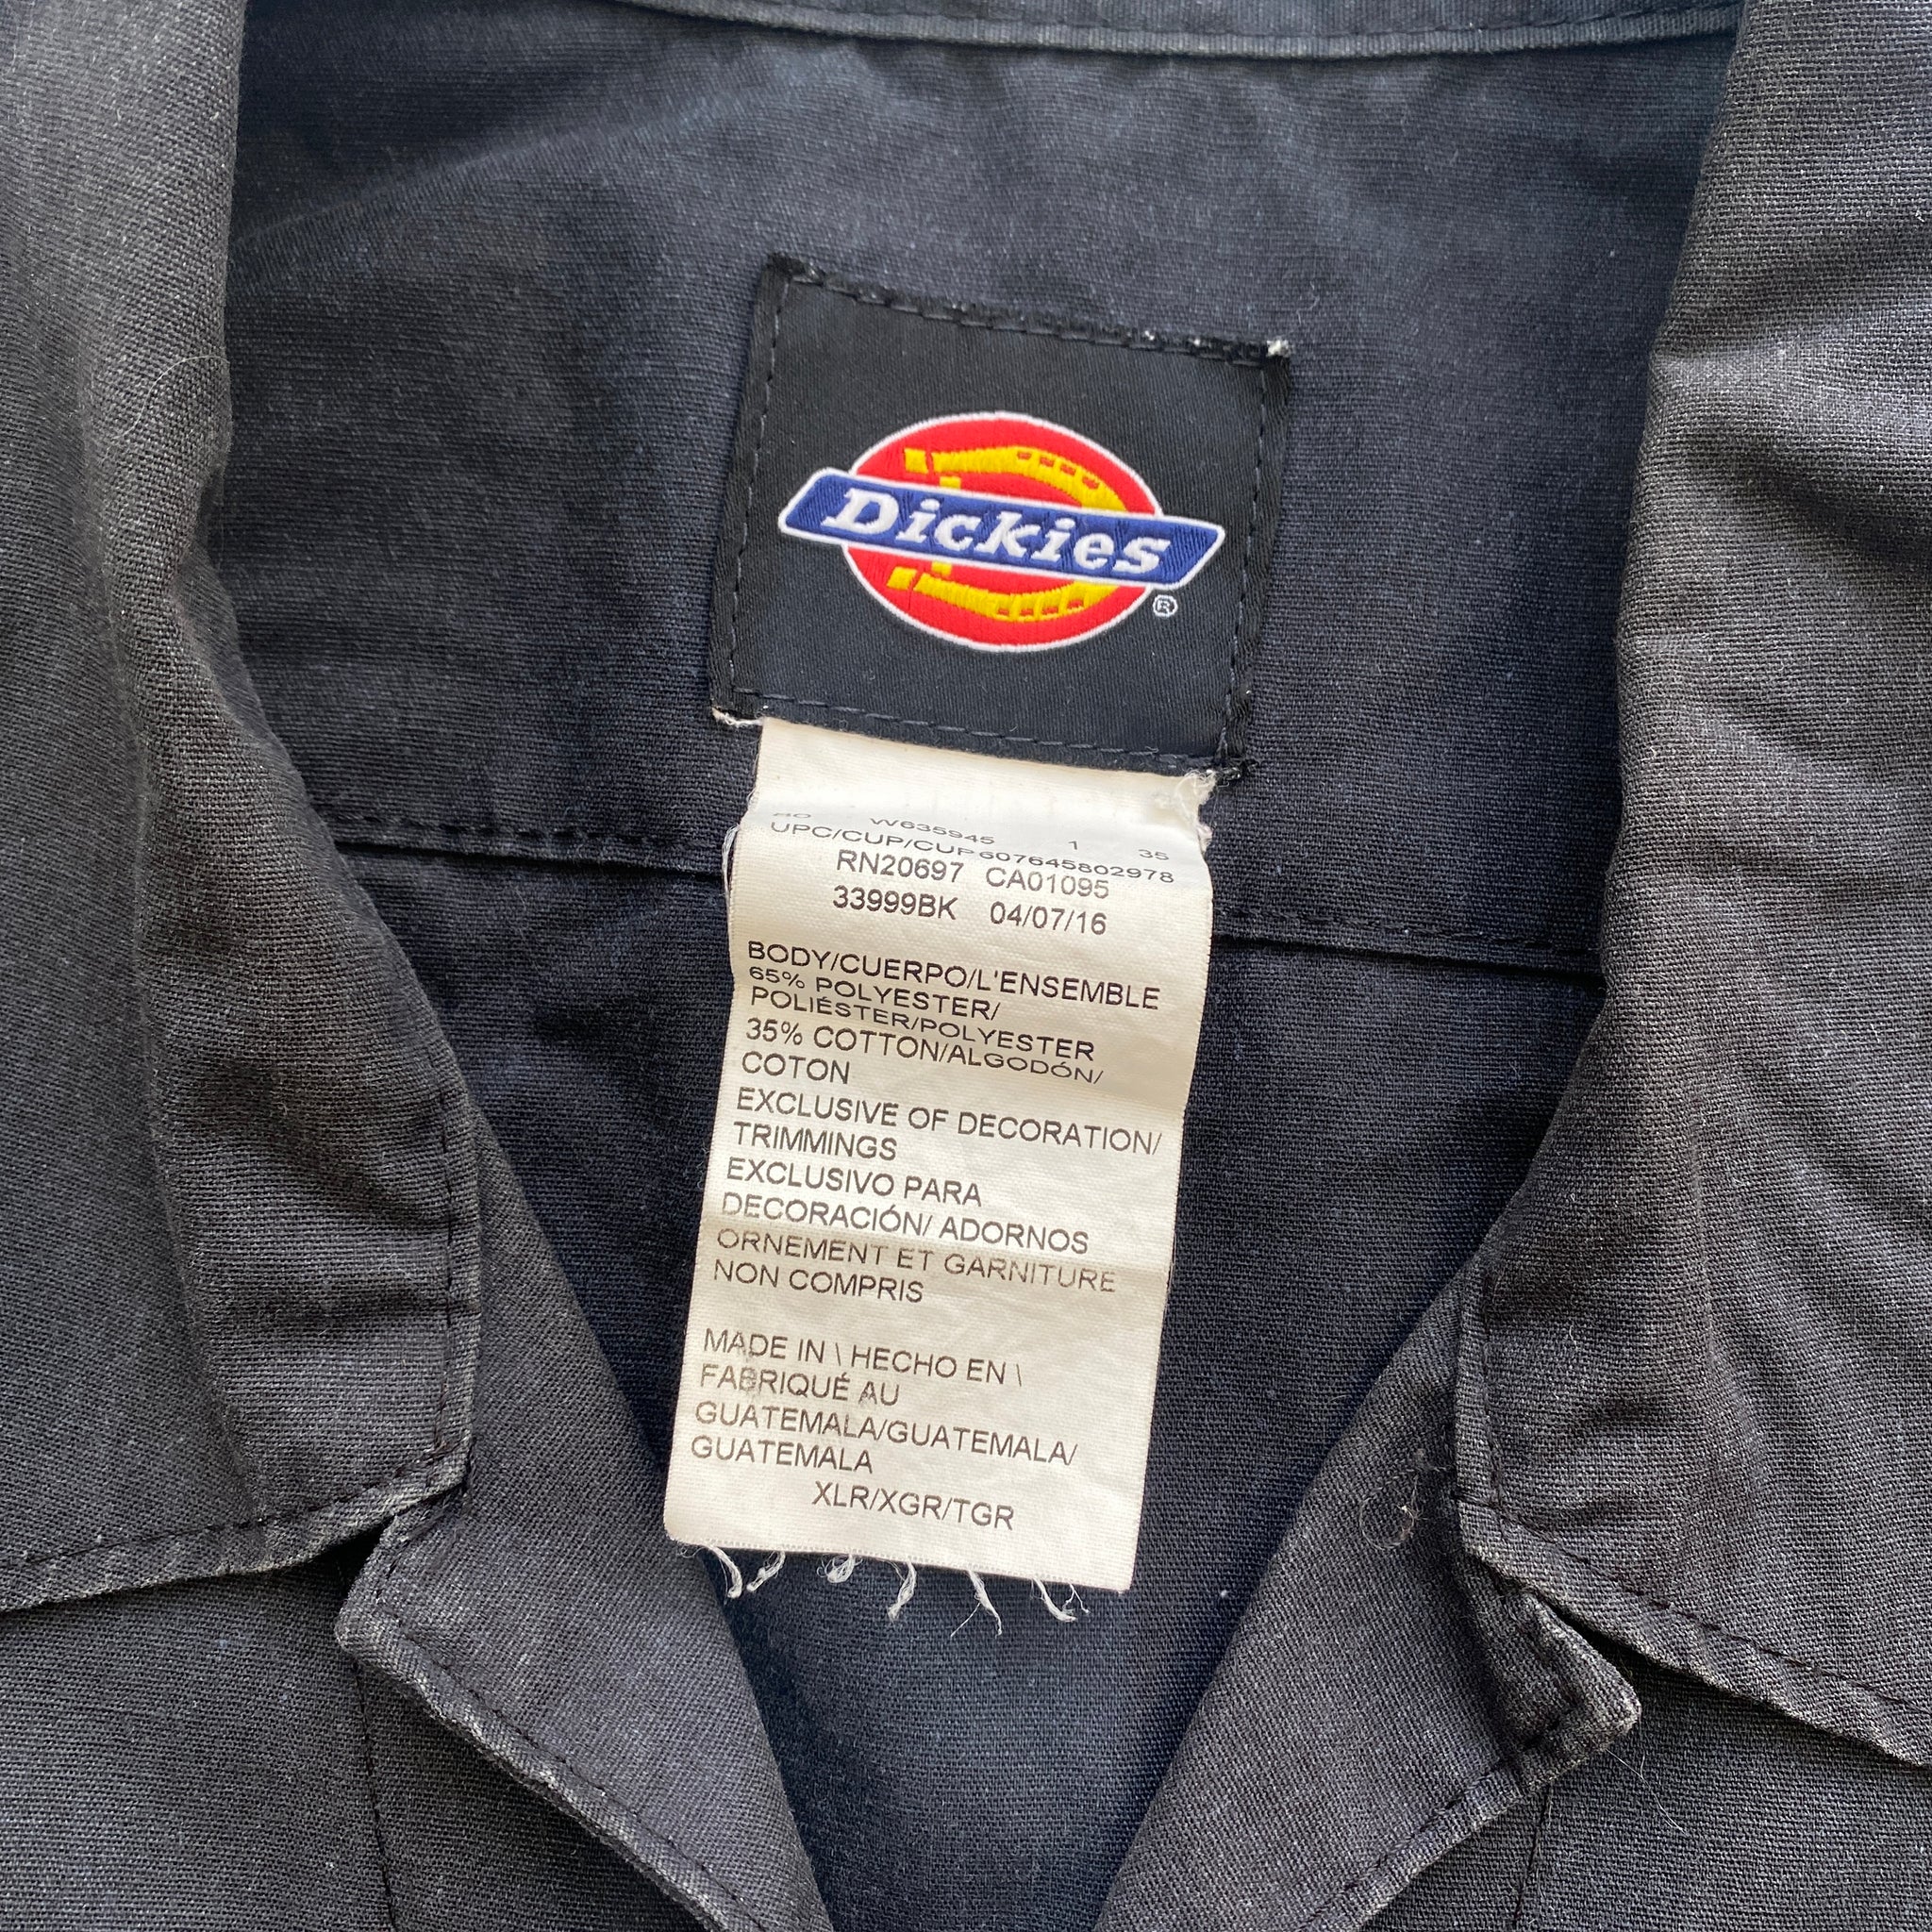 Dickies
®
W635945 1 35
UPC/CUP/CUP 607645802978
RN20697 CA01095
33999BK 04/07/16
BODY/CUERPO/L'ENSEMBLE
65% POLYESTER/
POLIÉSTER/POLYESTER
35% COTTON/ALGODÓN/
COTON
EXCLUSIVE OF DECORATION/
TRIMMINGS
EXCLUSIVO PARA
DECORACIÓN/ ADORNOS
ORNEMENT ET GARNITURE
NON COMPRIS
MADE IN \ HECHO EN \
FABRIQUÉ AU
GUATEMALA/GUATEMALA/
GUATEMALA
XLR/XGR/TGR